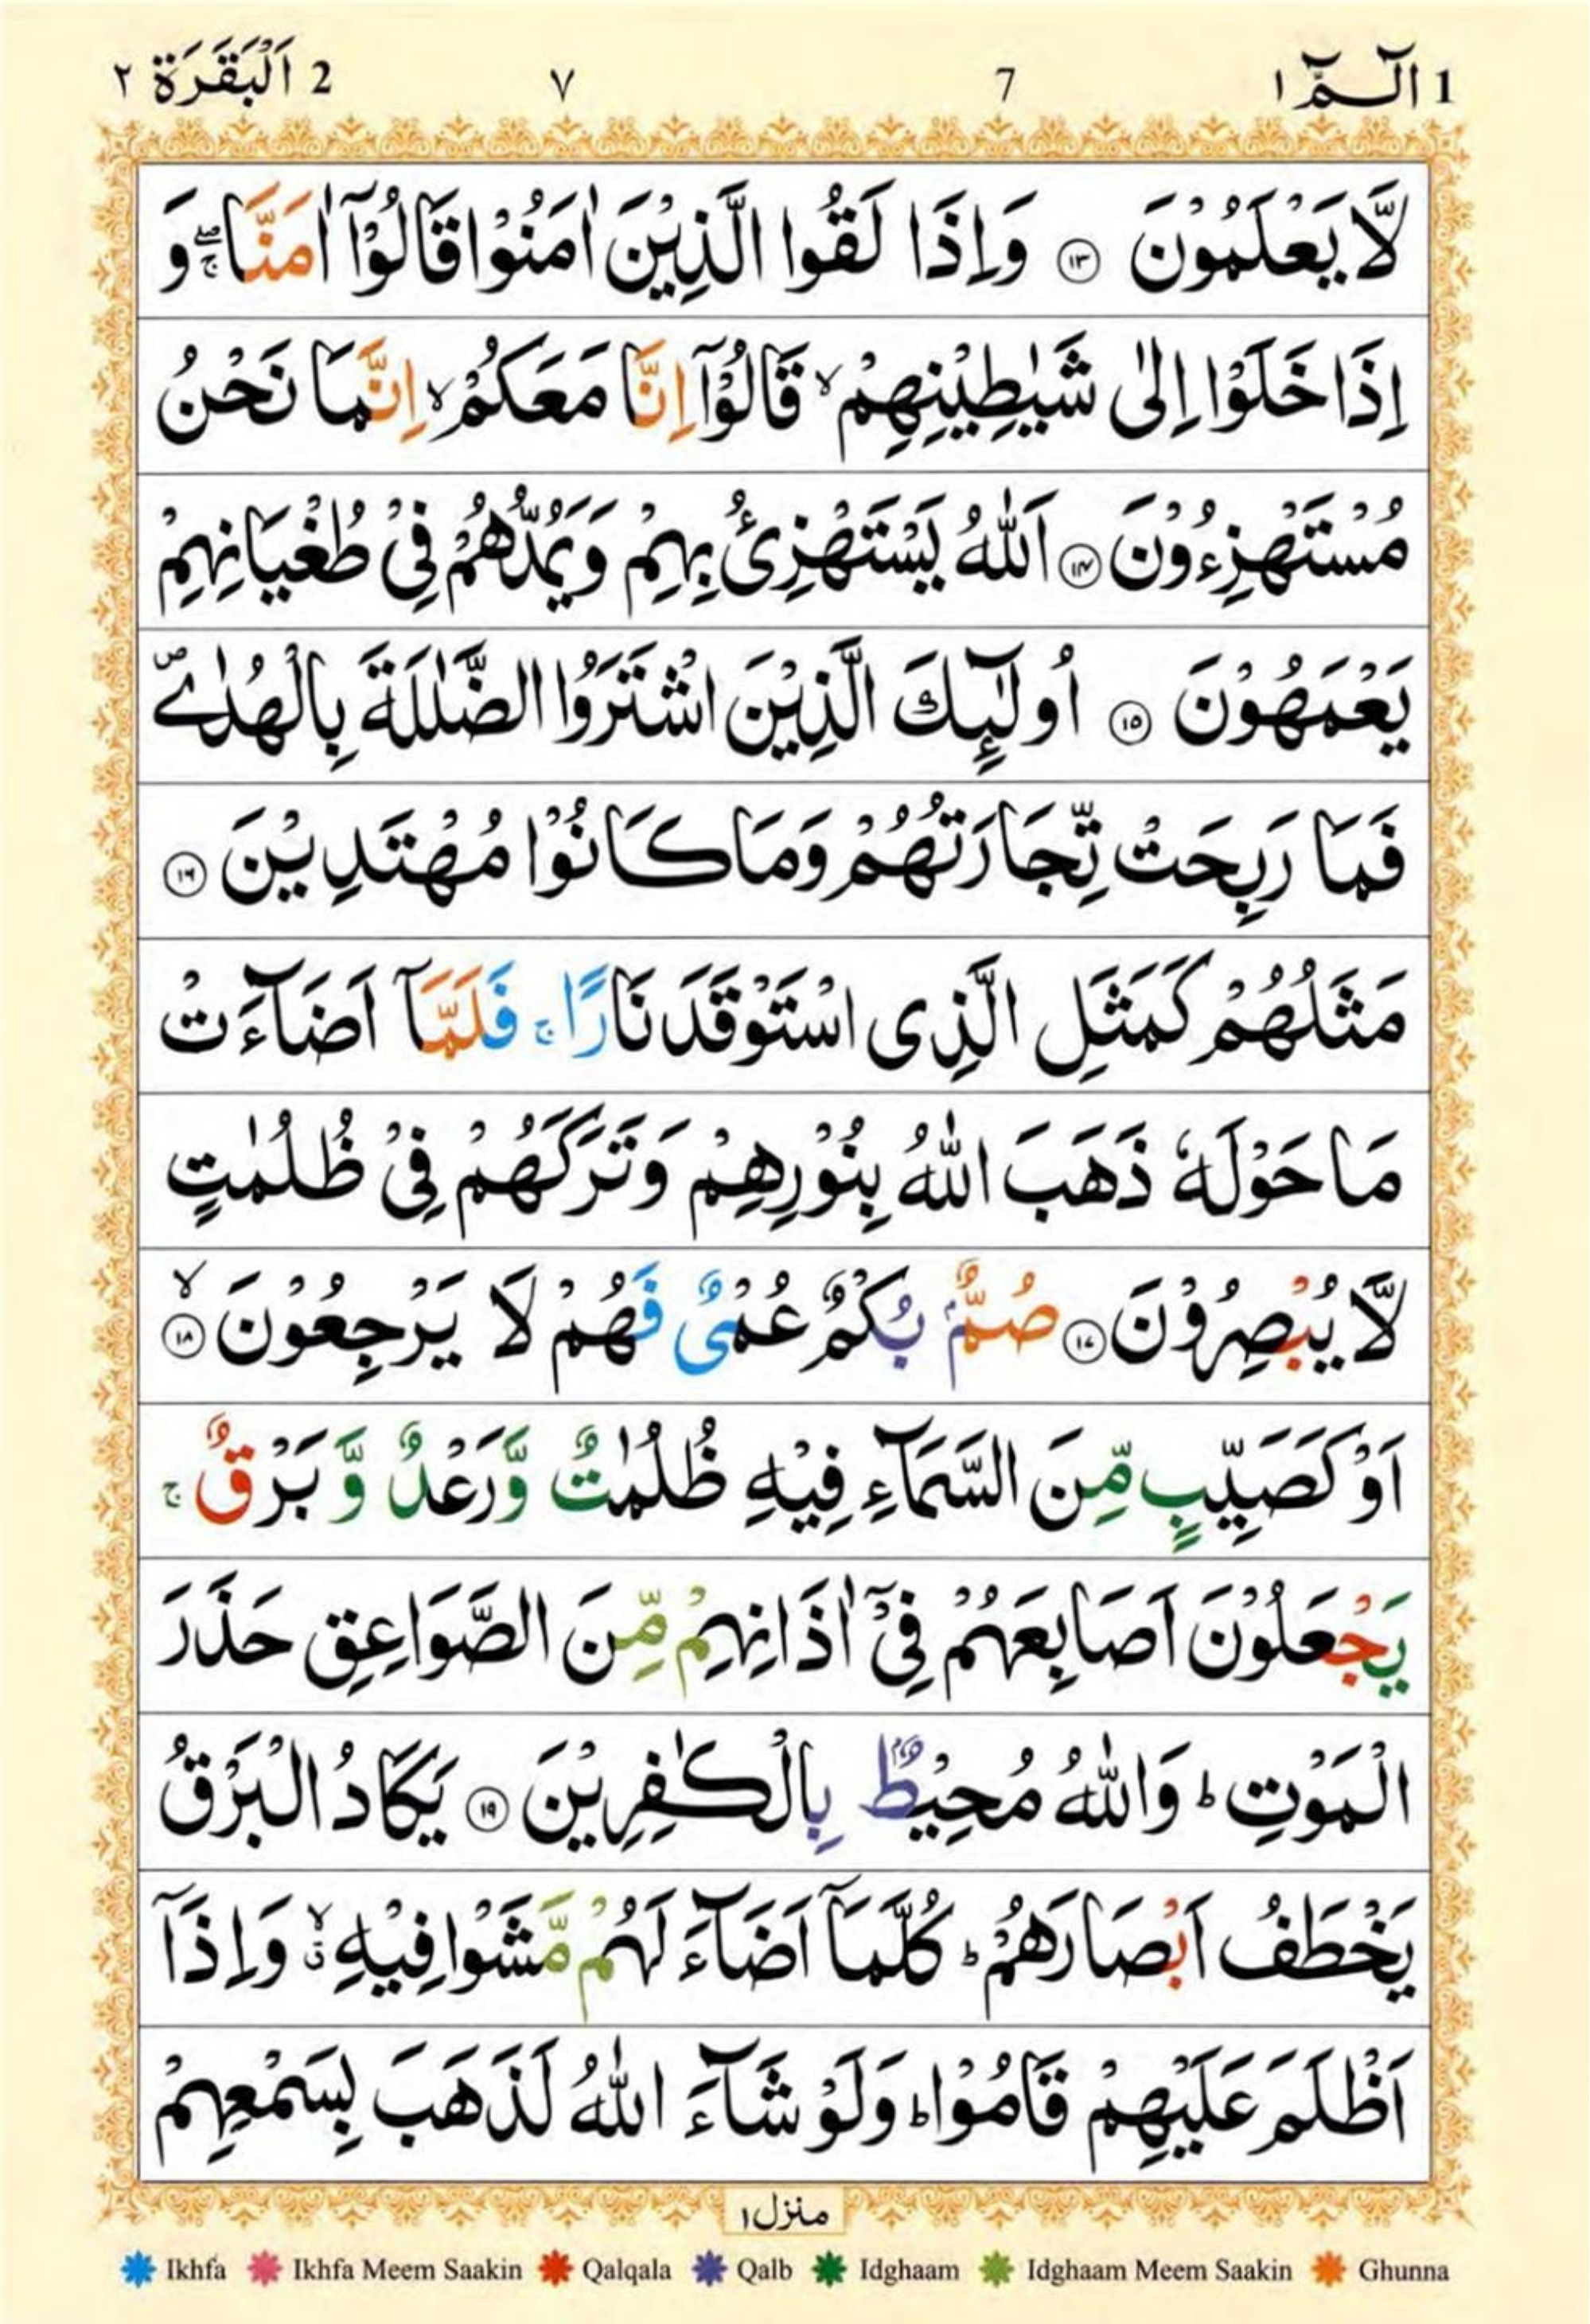 1 الٓمّٓ ١ 7 ٧ 2 اَلْبَقَرَة ٢
لَّا يَعْلَمُوْنَ ۝١٣ وَاِذَا لَقُوا الَّذِيْنَ اٰمَنُوْا قَالُوْٓا اٰمَنَّا ۚۖ وَ
اِذَا خَلَوْا اِلٰى شَيٰطِيْنِهِمْ ۙ قَالُوْٓا اِنَّا مَعَكُمْ ۙ اِنَّمَا نَحْنُ
مُسْتَهْزِءُوْنَ ۝١٤ اَللّٰهُ يَسْتَهْزِئُ بِهِمْ وَيَمُدُّهُمْ فِيْ طُغْيَانِهِمْ
يَعْمَهُوْنَ ۝١٥ اُولٰٓئِكَ الَّذِيْنَ اشْتَرَوُا الضَّلٰلَةَ بِالْهُدٰى ۪
فَمَا رَبِحَتْ تِّجَارَتُهُمْ وَمَا كَانُوْا مُهْتَدِيْنَ ۝١٦
مَثَلُهُمْ كَمَثَلِ الَّذِى اسْتَوْقَدَ نَارًا ۚ فَلَمَّآ اَضَآءَتْ
مَا حَوْلَهٗ ذَهَبَ اللّٰهُ بِنُوْرِهِمْ وَتَرَكَهُمْ فِيْ ظُلُمٰتٍ
لَّا يُبْصِرُوْنَ ۝١٧ صُمٌّۢ بُكْمٌ عُمْىٌ فَهُمْ لَا يَرْجِعُوْنَ ۝١٨ ۙ
اَوْ كَصَيِّبٍ مِّنَ السَّمَآءِ فِيْهِ ظُلُمٰتٌ وَّرَعْدٌ وَّ بَرْقٌ ۚ
يَجْعَلُوْنَ اَصَابِعَهُمْ فِيْٓ اٰذَانِهِمْ مِّنَ الصَّوَاعِقِ حَذَرَ
الْمَوْتِ ؕ وَاللّٰهُ مُحِيْطٌۢ بِالْكٰفِرِيْنَ ۝١٩ يَكَادُ الْبَرْقُ
يَخْطَفُ اَبْصَارَهُمْ ؕ كُلَّمَآ اَضَآءَ لَهُمْ مَّشَوْا فِيْهِ ۙۗ وَاِذَآ
اَظْلَمَ عَلَيْهِمْ قَامُوْا ؕ وَلَوْ شَآءَ اللّٰهُ لَذَهَبَ بِسَمْعِهِمْ
منزل ١
Ikhfa Ikhfa Meem Saakin Qalqala Qalb Idghaam Idghaam Meem Saakin Ghunna